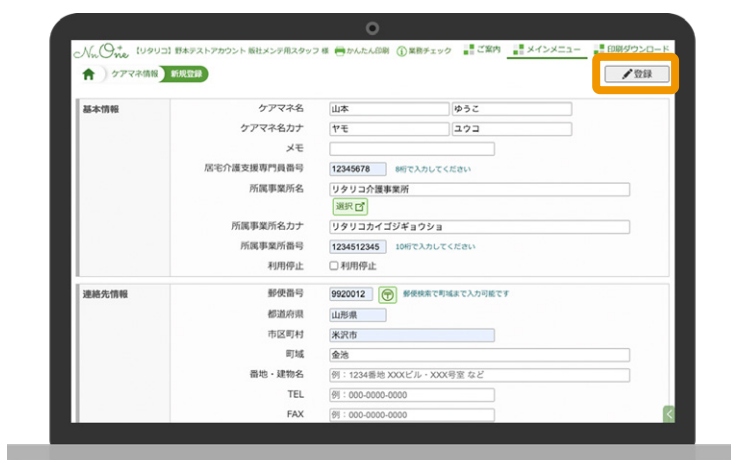 NnOne 【リタリコ】野本テストアカウント 販社メンテ用スタッフ 様 かんたん印刷 業務チェック ご案内 メインメニュー 印刷ダウンロード
ケアマネ情報 新規登録 登録
基本情報 ケアマネ名 山本 ゆうこ
ケアマネ名カナ ヤモ ユウコ
メモ
居宅介護支援専門員番号 12345678 8桁で入力してください
所属事業所名 リタリコ介護事業所
選択
所属事業所名カナ リタリコカイゴジギョウショ
所属事業所番号 1234512345 10桁で入力してください
利用停止 利用停止
連絡先情報 郵便番号 9920012 〒 郵便検索で町域まで入力可能です
都道府県 山形県
市区町村 米沢市
町域 金池
番地・建物名 例：1234番地 XXXビル・XXX号室 など
TEL 例：000-0000-0000
FAX 例：000-0000-0000